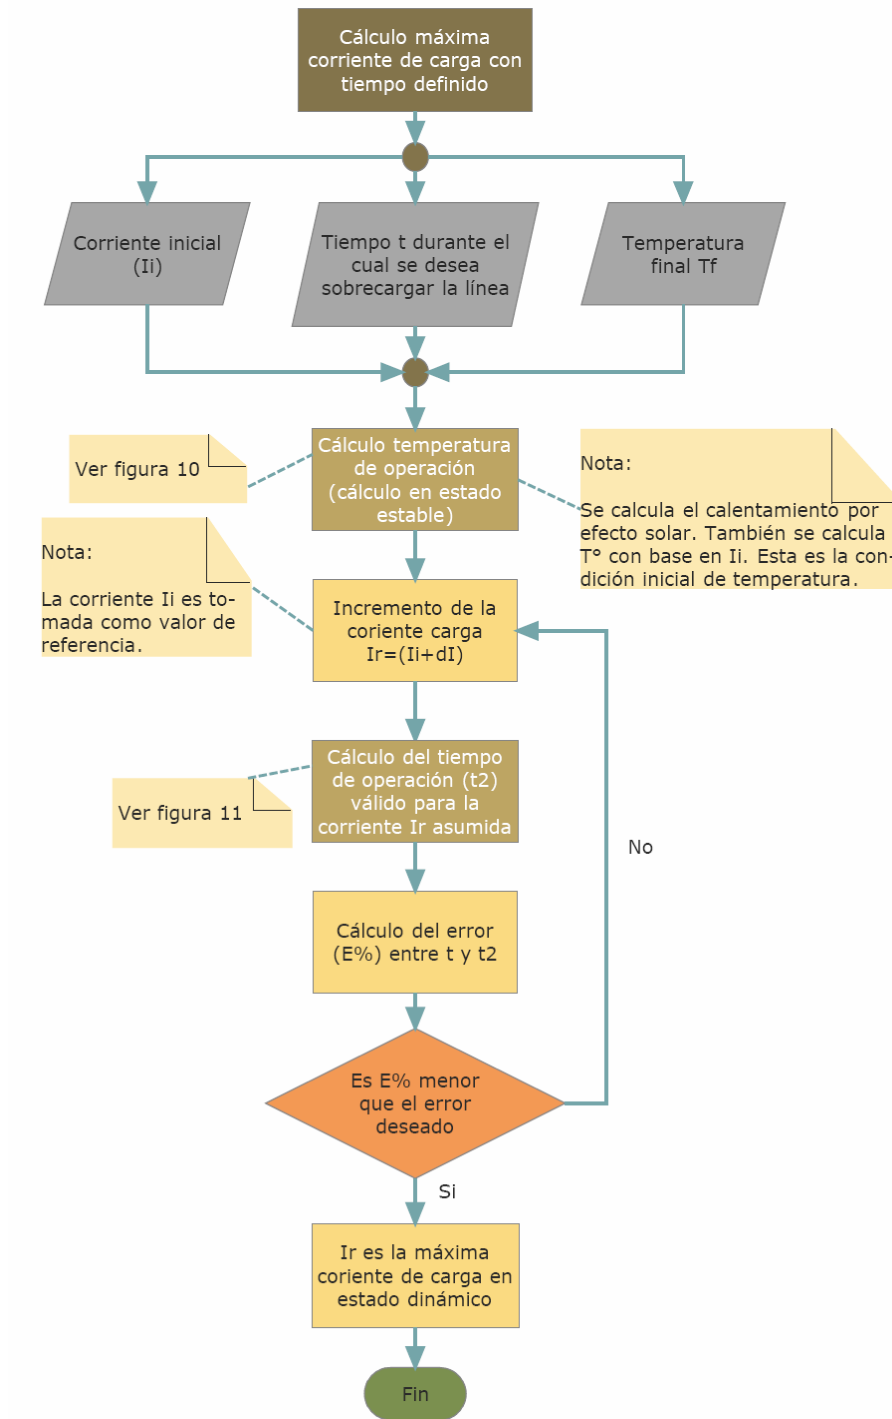 Cálculo máxima
corriente de carga con
tiempo definido
Corriente inicial
(Ii)
Tiempo t durante el
cual se desea
sobrecargar la línea
Temperatura
final Tf
Ver figura 10
Cálculo temperatura
de operación
(cálculo en estado
estable)
Nota:
Se calcula el calentamiento por
efecto solar. También se calcula
T° con base en Ii. Esta es la con-
dición inicial de temperatura.
Nota:
La corriente Ii es to-
mada como valor de
referencia.
Incremento de la
coriente carga
Ir=(Ii+dI)
Ver figura 11
Cálculo del tiempo
de operación (t2)
válido para la
corriente Ir asumida
No
Cálculo del error
(E%) entre t y t2
Es E% menor
que el error
deseado
Si
Ir es la máxima
coriente de carga en
estado dinámico
Fin